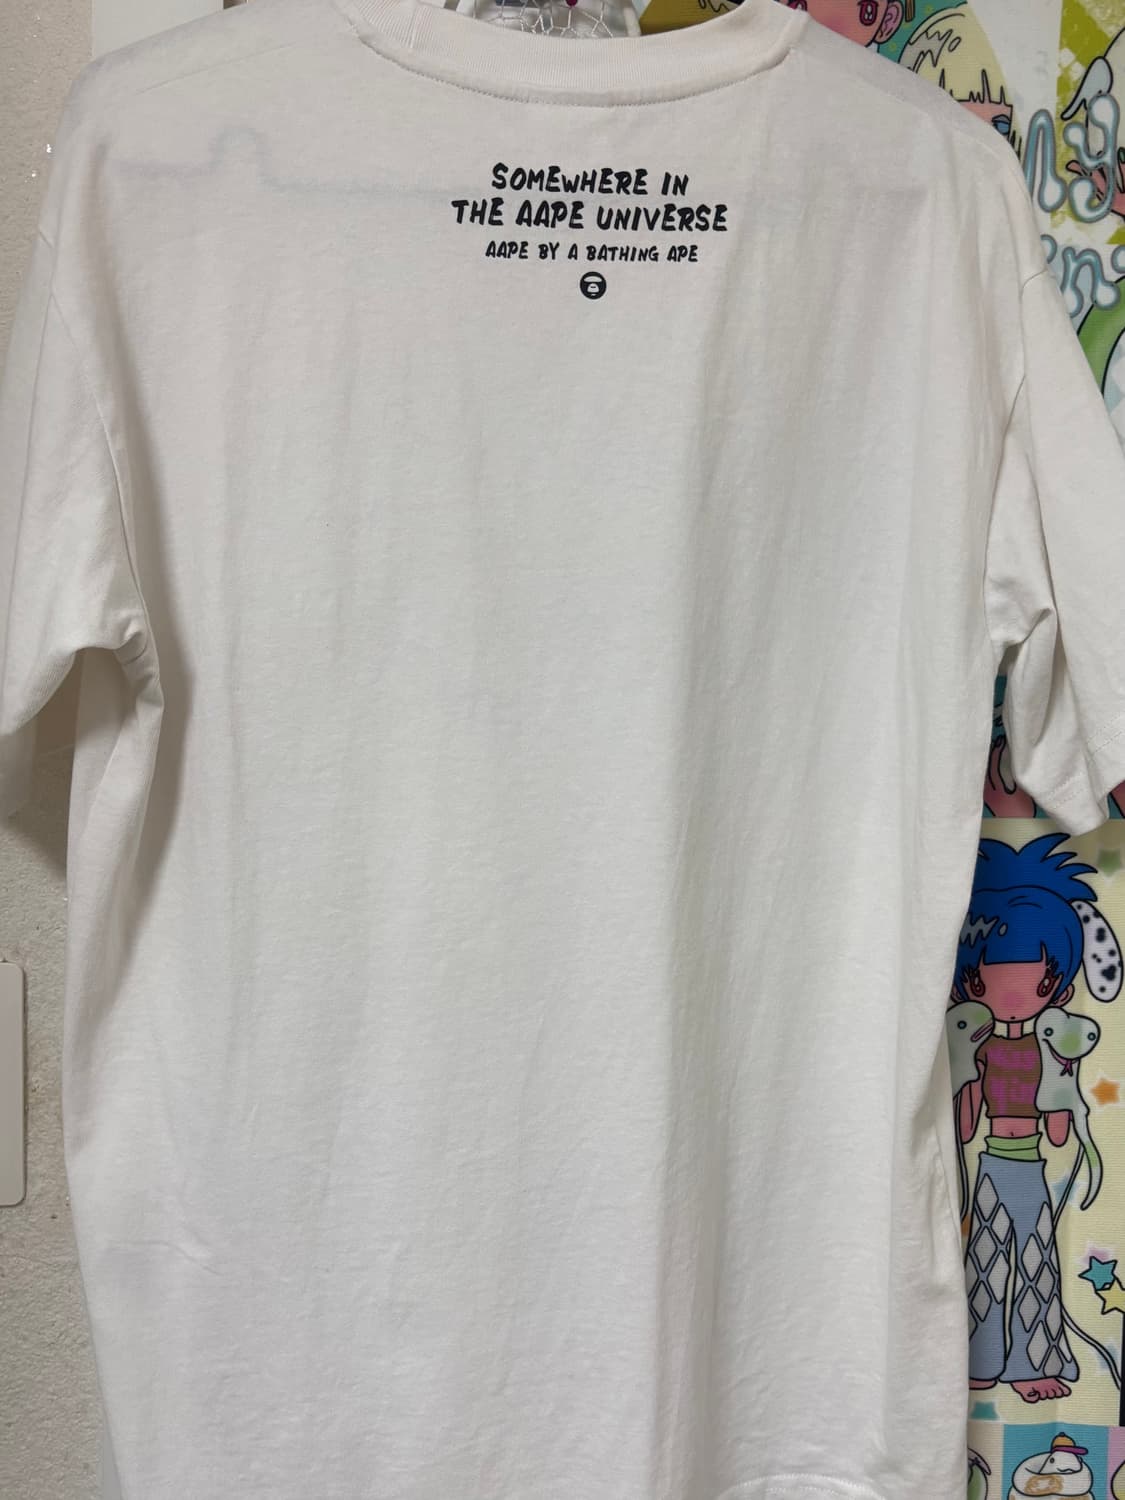 SOMEWHERE IN
THE AAPE UNIVERSE
AAPE BY A BATHING APE